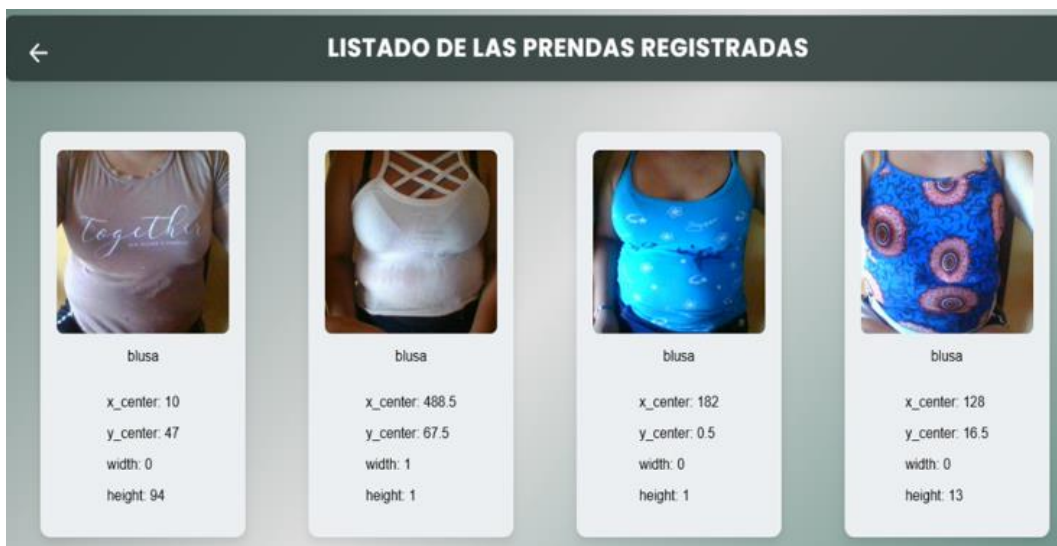 LISTADO DE LAS PRENDAS REGISTRADAS
Together
blusa
x_center: 10
y_center: 47
width: 0
height: 94
blusa
x_center: 488.5
y_center: 67.5
width: 1
height: 1
blusa
x_center: 182
y_center: 0.5
width: 0
height: 1
blusa
x_center: 128
y_center: 16.5
width: 0
height: 13